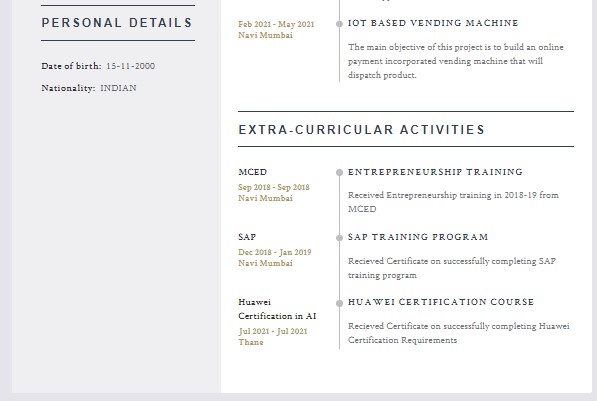 PERSONAL DETAILS
Date of birth: 15-11-2000
Nationality: INDIAN
Feb 2021 - May 2021
Navi Mumbai
IOT BASED VENDING MACHINE
The main objective of this project is to build an online
payment incorporated vending machine that will
dispatch product.
EXTRA-CURRICULAR ACTIVITIES
MCED
Sep 2018 - Sep 2018
Navi Mumbai
ENTREPRENEURSHIP TRAINING
Received Entrepreneurship training in 2018-19 from
MCED
SAP
Dec 2018 - Jan 2019
Navi Mumbai
SAP TRAINING PROGRAM
Recieved Certificate on successfully completing SAP
training program
Huawei
Certification in AI
Jul 2021 - Jul 2021
Thane
HUAWEI CERTIFICATION COURSE
Recieved Certificate on successfully completing Huawei
Certification Requirements